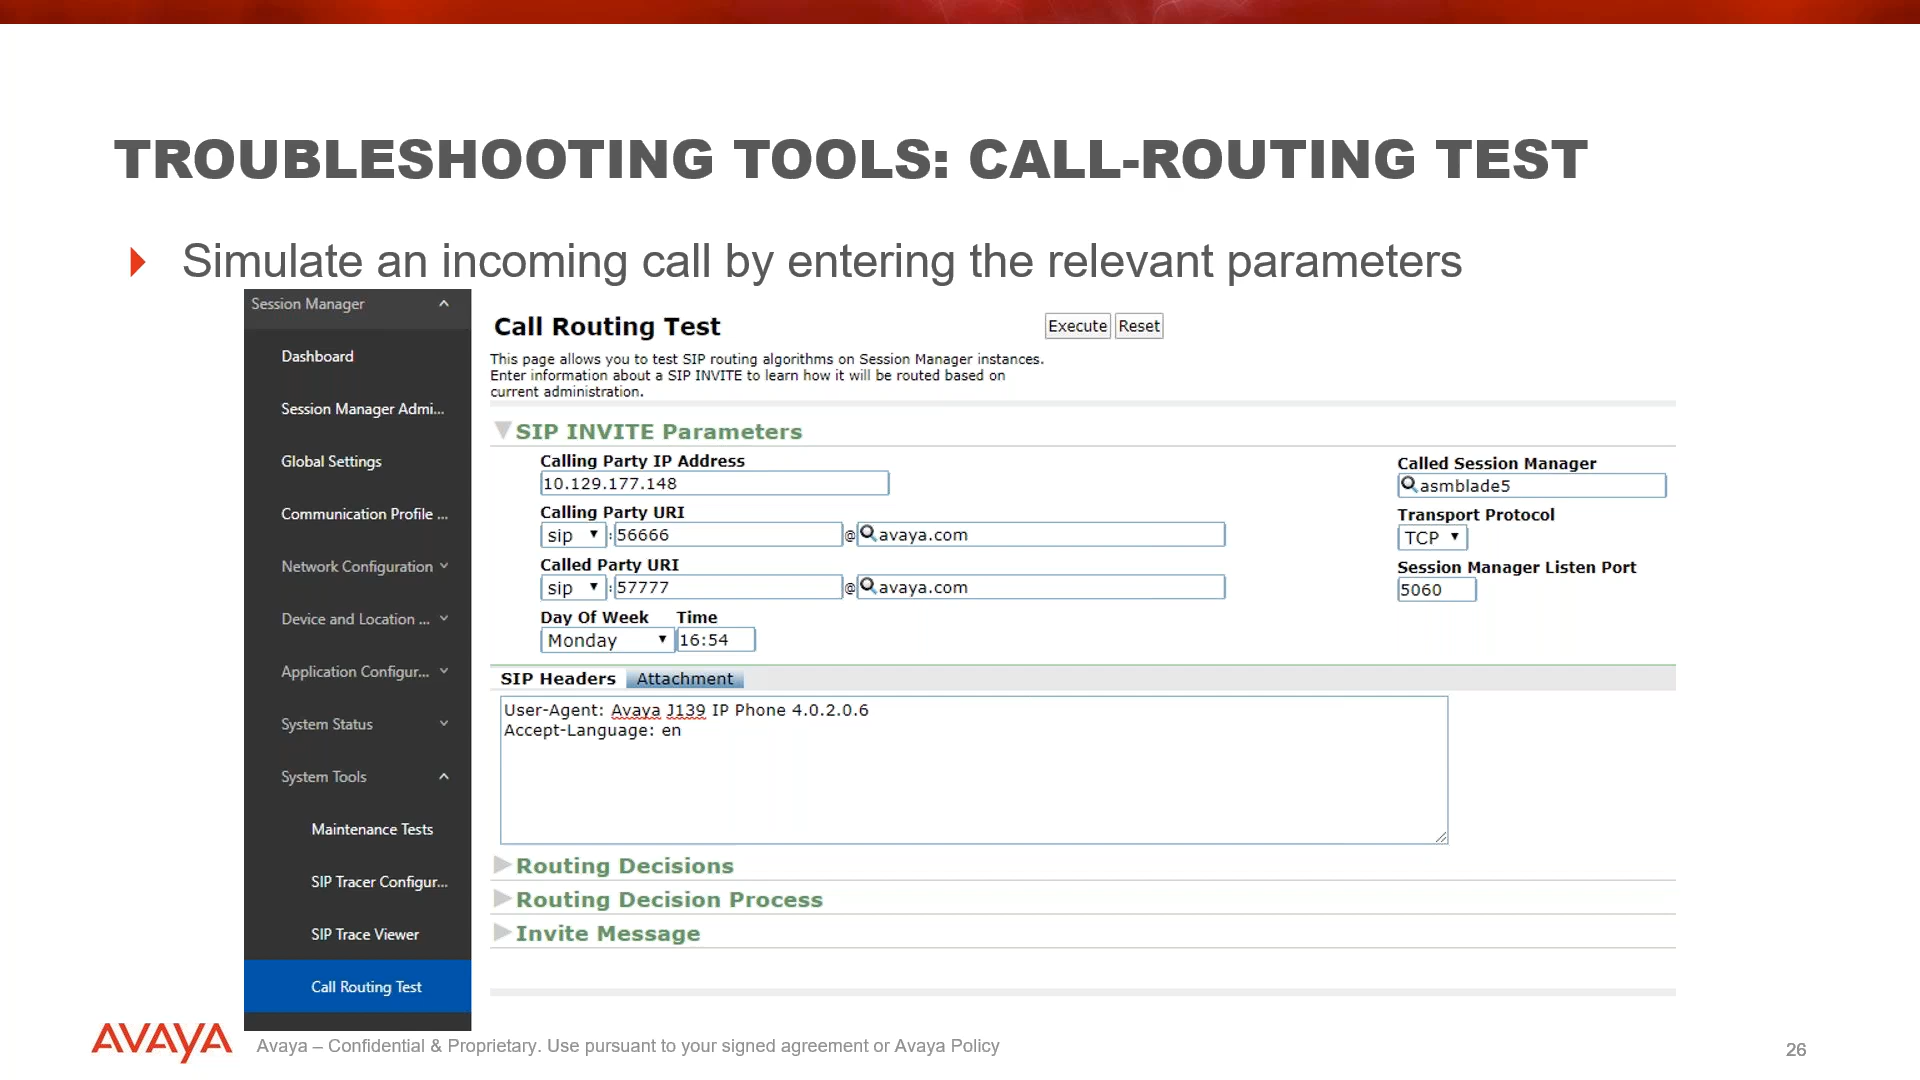 TROUBLESHOOTING TOOLS: CALL-ROUTING TEST
Simulate an incoming call by entering the relevant parameters
Session Manager
Dashboard
Session Manager Admi...
Global Settings
Communication Profile ...
Network Configuration
Device and Location ...
Application Configur...
System Status
System Tools
Maintenance Tests
SIP Tracer Configur...
SIP Trace Viewer
Call Routing Test
Call Routing Test
Execute Reset
This page allows you to test SIP routing algorithms on Session Manager instances.
Enter information about a SIP INVITE to learn how it will be routed based on
current administration.
SIP INVITE Parameters
Calling Party IP Address
10.129.177.148
Calling Party URI
sip : 56666 @ avaya.com
Called Party URI
sip : 57777 @ avaya.com
Day Of Week Time
Monday 16:54
Called Session Manager
asmblade5
Transport Protocol
TCP
Session Manager Listen Port
5060
SIP Headers Attachment
User-Agent: Avaya J139 IP Phone 4.0.2.0.6
Accept-Language: en
Routing Decisions
Routing Decision Process
Invite Message
AVAYA
Avaya – Confidential & Proprietary. Use pursuant to your signed agreement or Avaya Policy
26